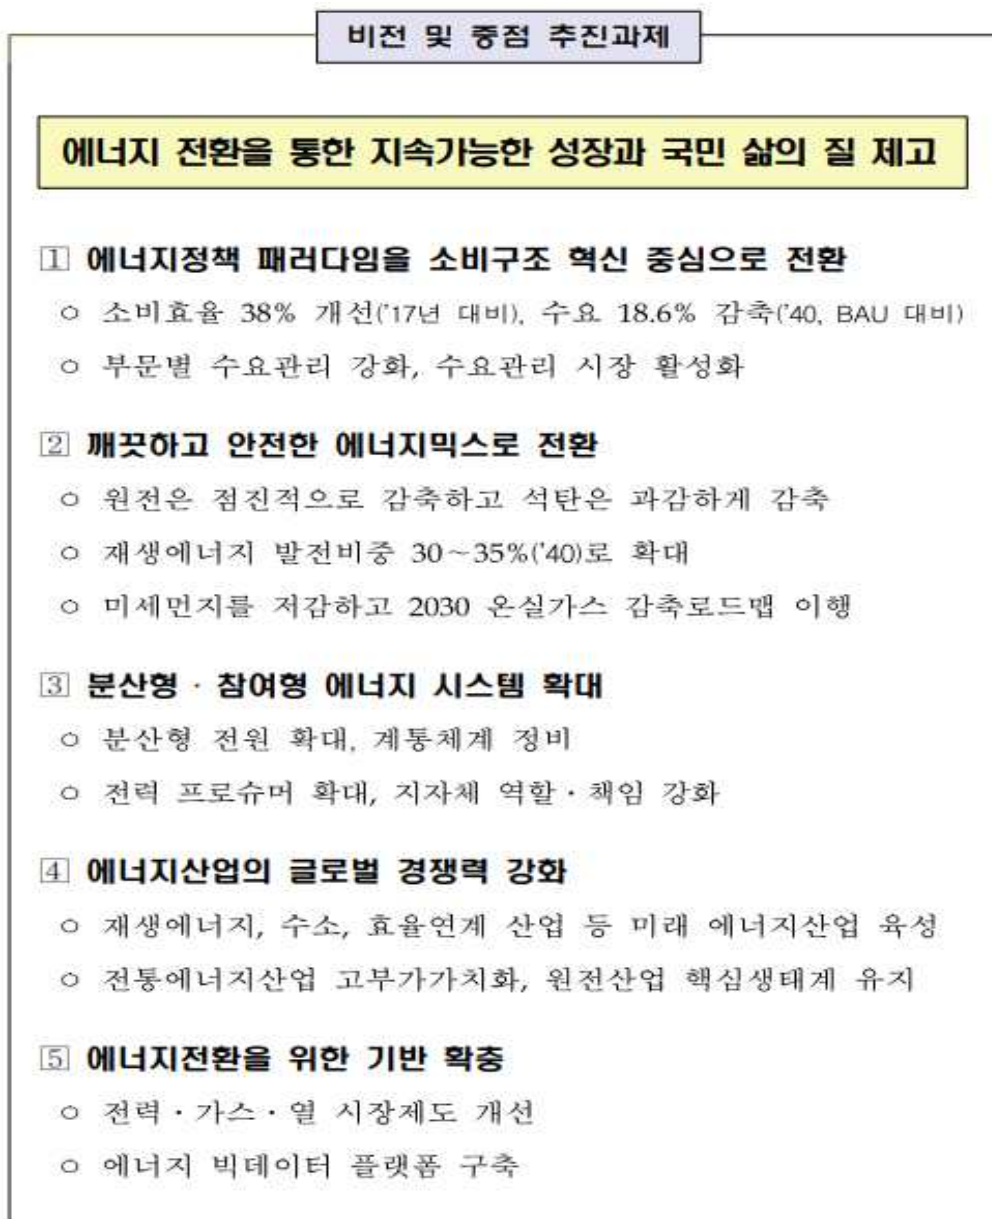 비전 및 중점 추진과제
에너지 전환을 통한 지속가능한 성장과 국민 삶의 질 제고
1 에너지정책 패러다임을 소비구조 혁신 중심으로 전환
ㅇ 소비효율 38% 개선('17년 대비), 수요 18.6% 감축('40, BAU 대비)
ㅇ 부문별 수요관리 강화, 수요관리 시장 활성화
2 깨끗하고 안전한 에너지믹스로 전환
ㅇ 원전은 점진적으로 감축하고 석탄은 과감하게 감축
ㅇ 재생에너지 발전비중 30~35%('40)로 확대
ㅇ 미세먼지를 저감하고 2030 온실가스 감축로드맵 이행
3 분산형 · 참여형 에너지 시스템 확대
ㅇ 분산형 전원 확대, 계통체계 정비
ㅇ 전력 프로슈머 확대, 지자체 역할·책임 강화
4 에너지산업의 글로벌 경쟁력 강화
ㅇ 재생에너지, 수소, 효율연계 산업 등 미래 에너지산업 육성
ㅇ 전통에너지산업 고부가가치화, 원전산업 핵심생태계 유지
5 에너지전환을 위한 기반 확충
ㅇ 전력·가스·열 시장제도 개선
ㅇ 에너지 빅데이터 플랫폼 구축